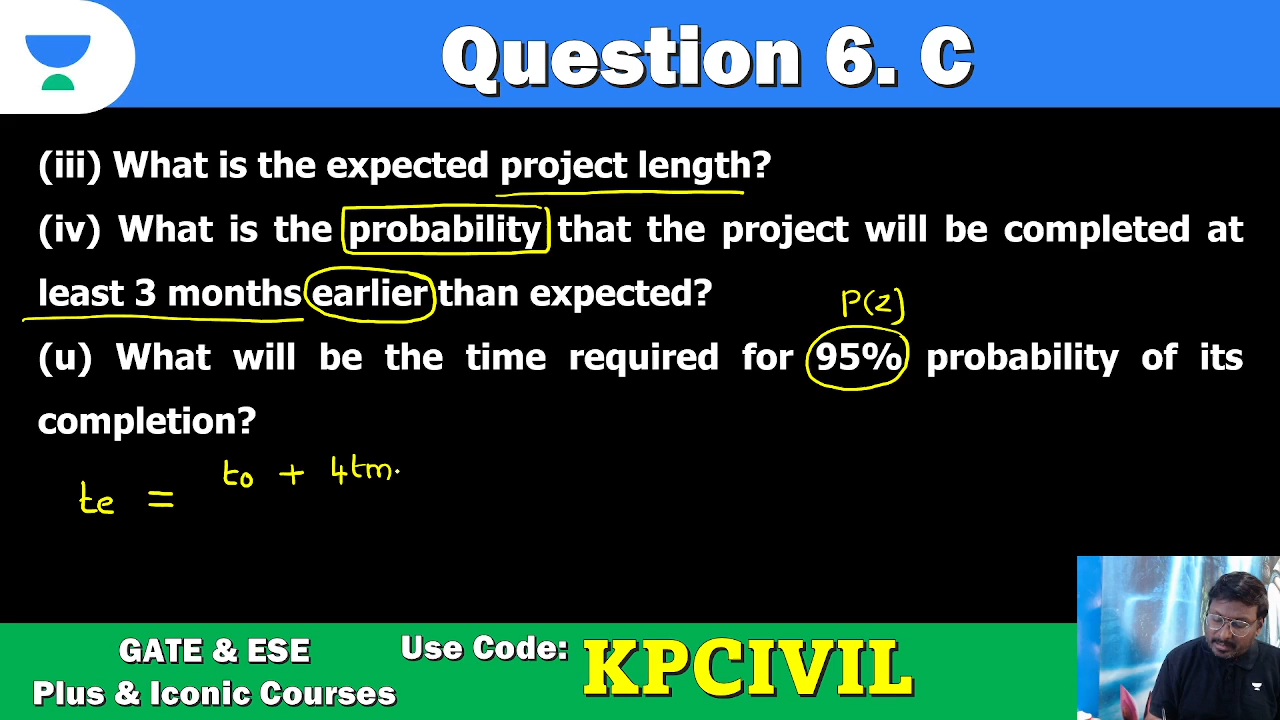 Question 6. C
(iii) What is the expected project length?
(iv) What is the probability that the project will be completed at
least 3 months earlier than expected?
P(z)
(u) What will be the time required for 95% probability of its
completion?
te = to + 4tm
GATE & ESE
Plus & Iconic Courses
Use Code: KPCIVIL